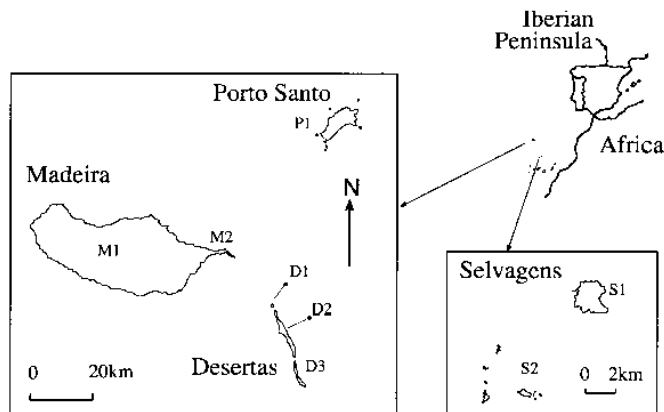 Iberian
Peninsula
Africa
Porto Santo
P1
Madeira
N
M1
M2
D1
D2
Desertas
D3
0 20km
Selvagens
S1
S2
0 2km